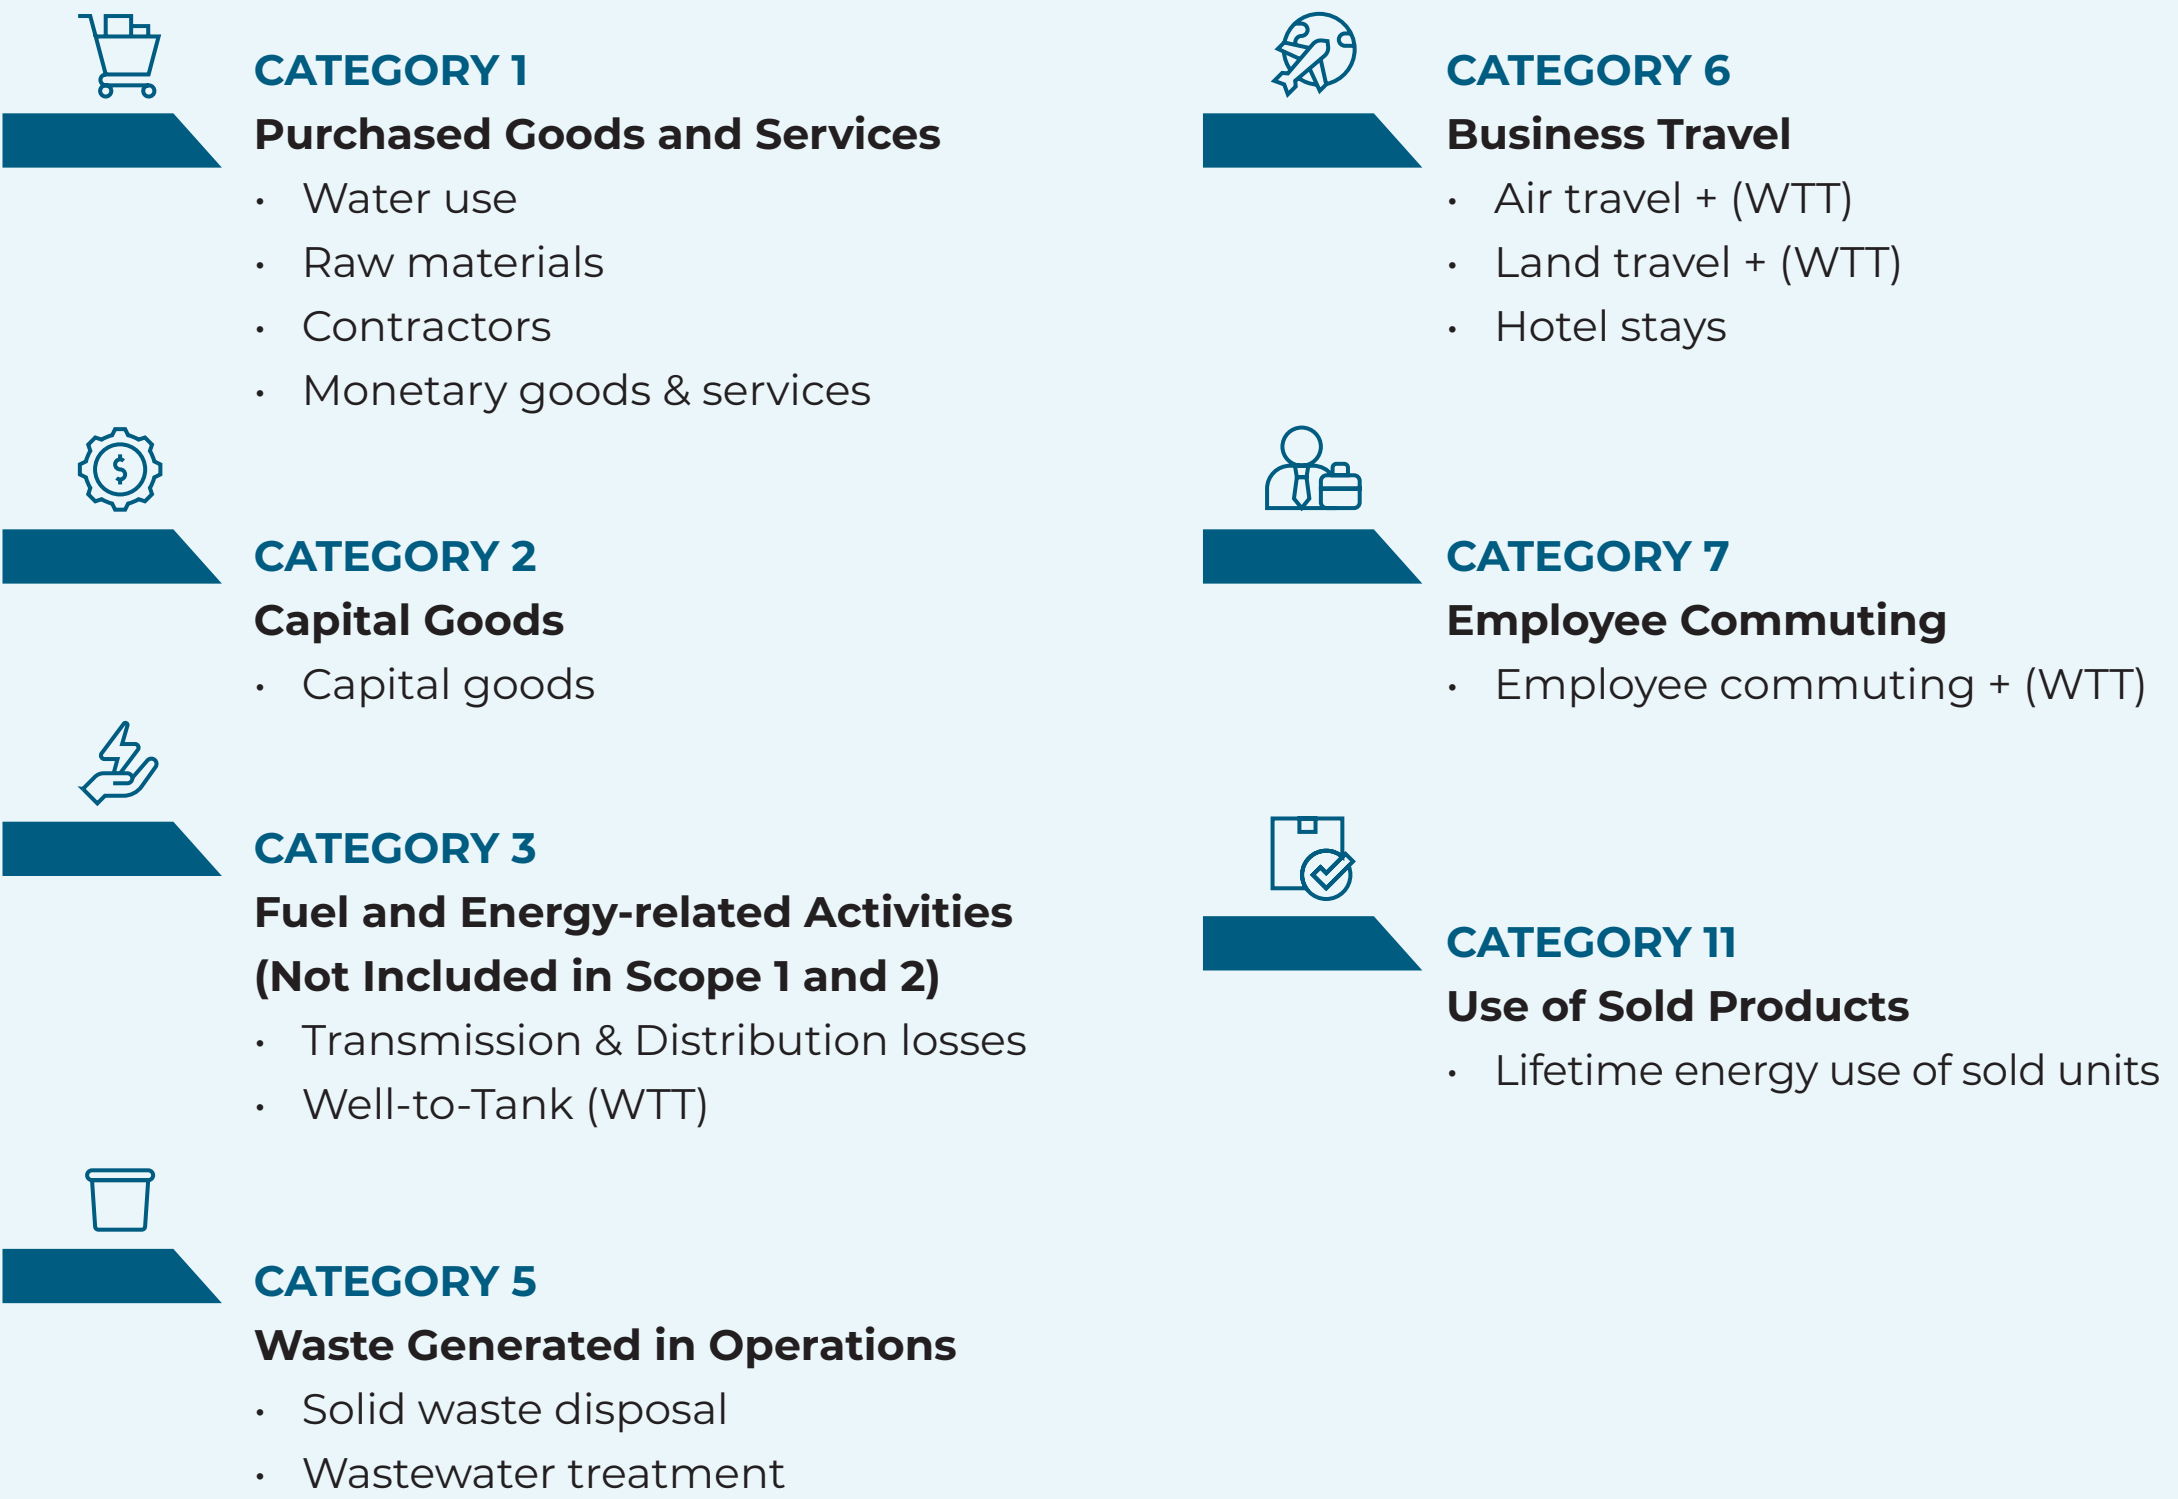 CATEGORY 1
Purchased Goods and Services
• Water use
• Raw materials
• Contractors
• Monetary goods & services
CATEGORY 2
Capital Goods
• Capital goods
CATEGORY 3
Fuel and Energy-related Activities
(Not Included in Scope 1 and 2)
• Transmission & Distribution losses
• Well-to-Tank (WTT)
CATEGORY 5
Waste Generated in Operations
• Solid waste disposal
• Wastewater treatment
CATEGORY 6
Business Travel
• Air travel + (WTT)
• Land travel + (WTT)
• Hotel stays
CATEGORY 7
Employee Commuting
• Employee commuting + (WTT)
CATEGORY 11
Use of Sold Products
• Lifetime energy use of sold units